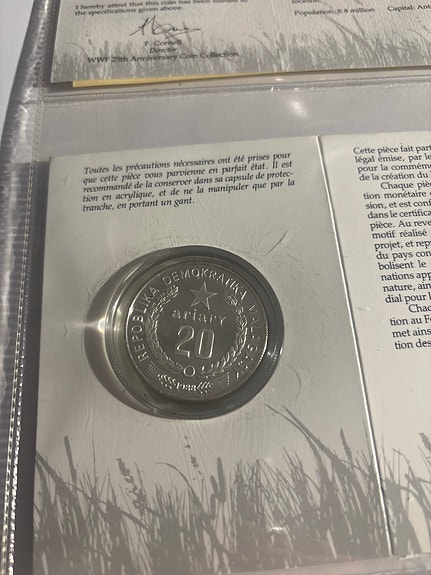 I hereby attest that this coin has been minted to
the specifications given above.
location.
Population: 8.8 million Capital: Ant
P. Cornell
Director
WWF 25th Anniversary Coin Collection
Toutes les précautions nécessaires ont été prises pour
que cette pièce vous parvienne en parfait état. Il est
recommandé de la conserver dans sa capsule de protec-
tion en acrylique, et de ne la manipuler que par la
tranche, en portant un gant.
REPOBLIKA DEMOKRATIKA MALAGASY
ariary
20
1988
Cette pièce fait part
légal émise, par le
pour la commém
de la création du
Chaque pièc
tion monétaire
sion, et est conf
dans le certifica
pièce. Au reve
motif réalisé
projet, et repr
du pays con
bolisent le
nations app
nature, ain
dial pour l
Chac
tion au Fo
met ains
tion des